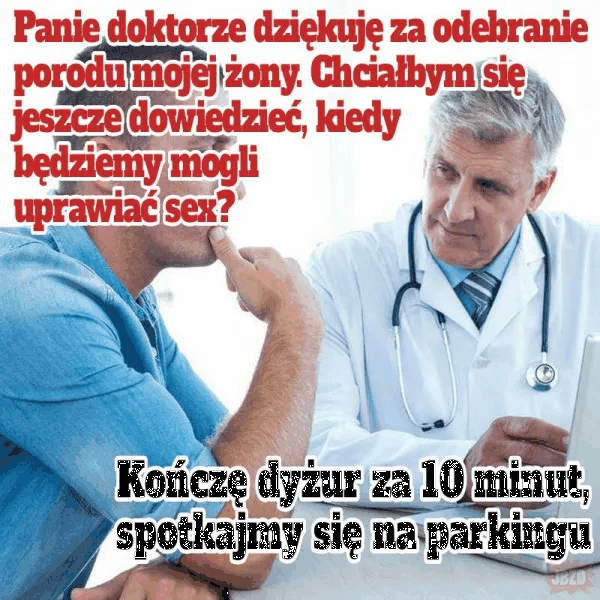 Panie doktorze dziękuję za odebranie
porodu mojej żony. Chciałbym się
jeszcze dowiedzieć, kiedy
będziemy mogli
uprawiać sex?
Kończę dyżur za 10 minut,
spotkajmy się na parkingu
JBZD